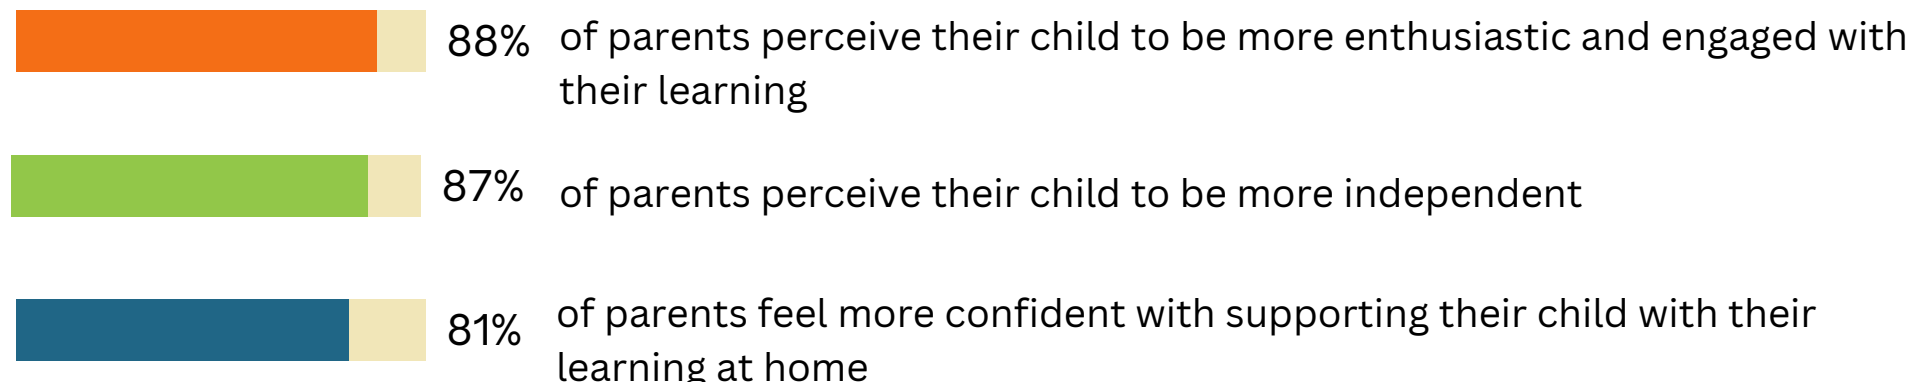 88% of parents perceive their child to be more enthusiastic and engaged with
their learning
87% of parents perceive their child to be more independent
81% of parents feel more confident with supporting their child with their
learning at home